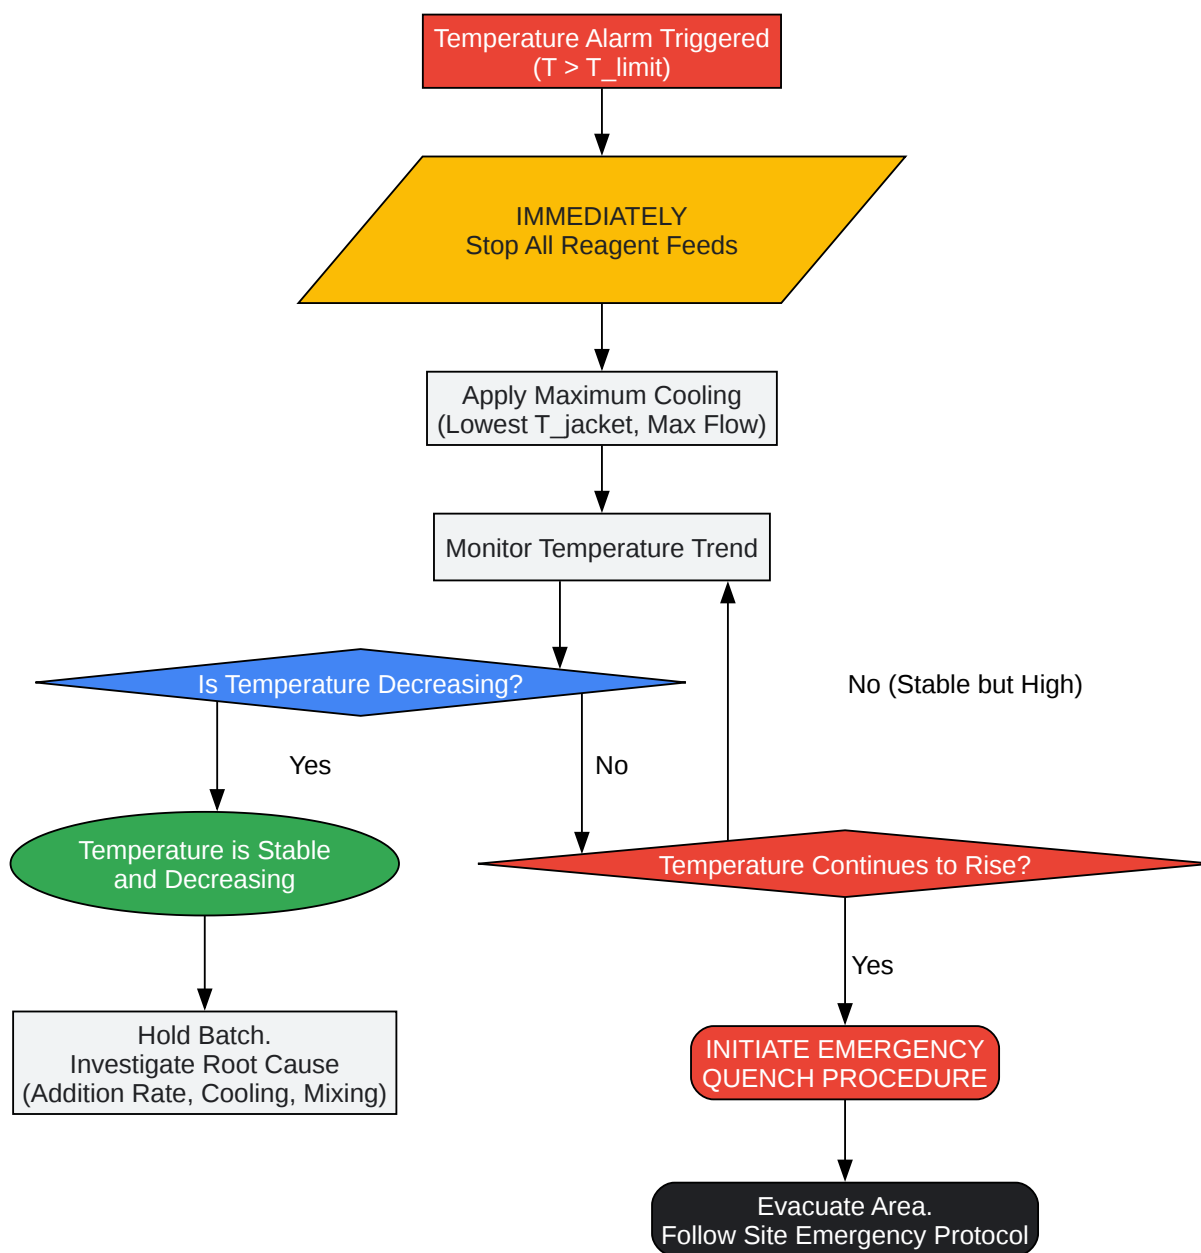 Temperature Alarm Triggered
(T > T_limit)
IMMEDIATELY
Stop All Reagent Feeds
Apply Maximum Cooling
(Lowest T_jacket, Max Flow)
Monitor Temperature Trend
Is Temperature Decreasing?
No (Stable but High)
Yes
No
Temperature is Stable
and Decreasing
Temperature Continues to Rise?
Yes
Hold Batch.
Investigate Root Cause
(Addition Rate, Cooling, Mixing)
INITIATE EMERGENCY
QUENCH PROCEDURE
Evacuate Area.
Follow Site Emergency Protocol